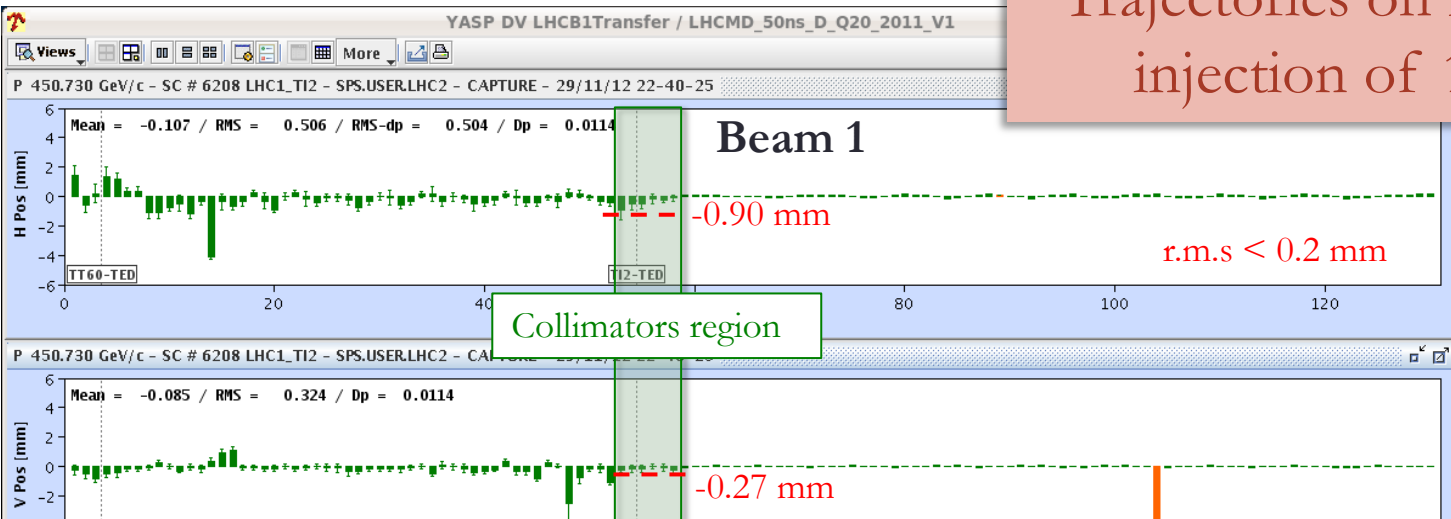 YASP DV LHCB1Transfer / LHCMD_50ns_D_Q20_2011_V1
Trajectories on
injection of
Views More
P 450.730 GeV/c - SC # 6208 LHC1_TI2 - SPS.USER.LHC2 - CAPTURE - 29/11/12 22-40-25
Mean = -0.107 / RMS = 0.506 / RMS-dp = 0.504 / Dp = 0.0114
Beam 1
H Pos [mm]
6
4
2
0
-2
-4
-6
-0.90 mm
r.m.s < 0.2 mm
TT60-TED
TI2-TED
0 20 40 80 100 120
Collimators region
P 450.730 GeV/c - SC # 6208 LHC1_TI2 - SPS.USER.LHC2 -
Mean = -0.085 / RMS = 0.324 / Dp = 0.0114
V Pos [mm]
6
4
2
0
-2
-0.27 mm